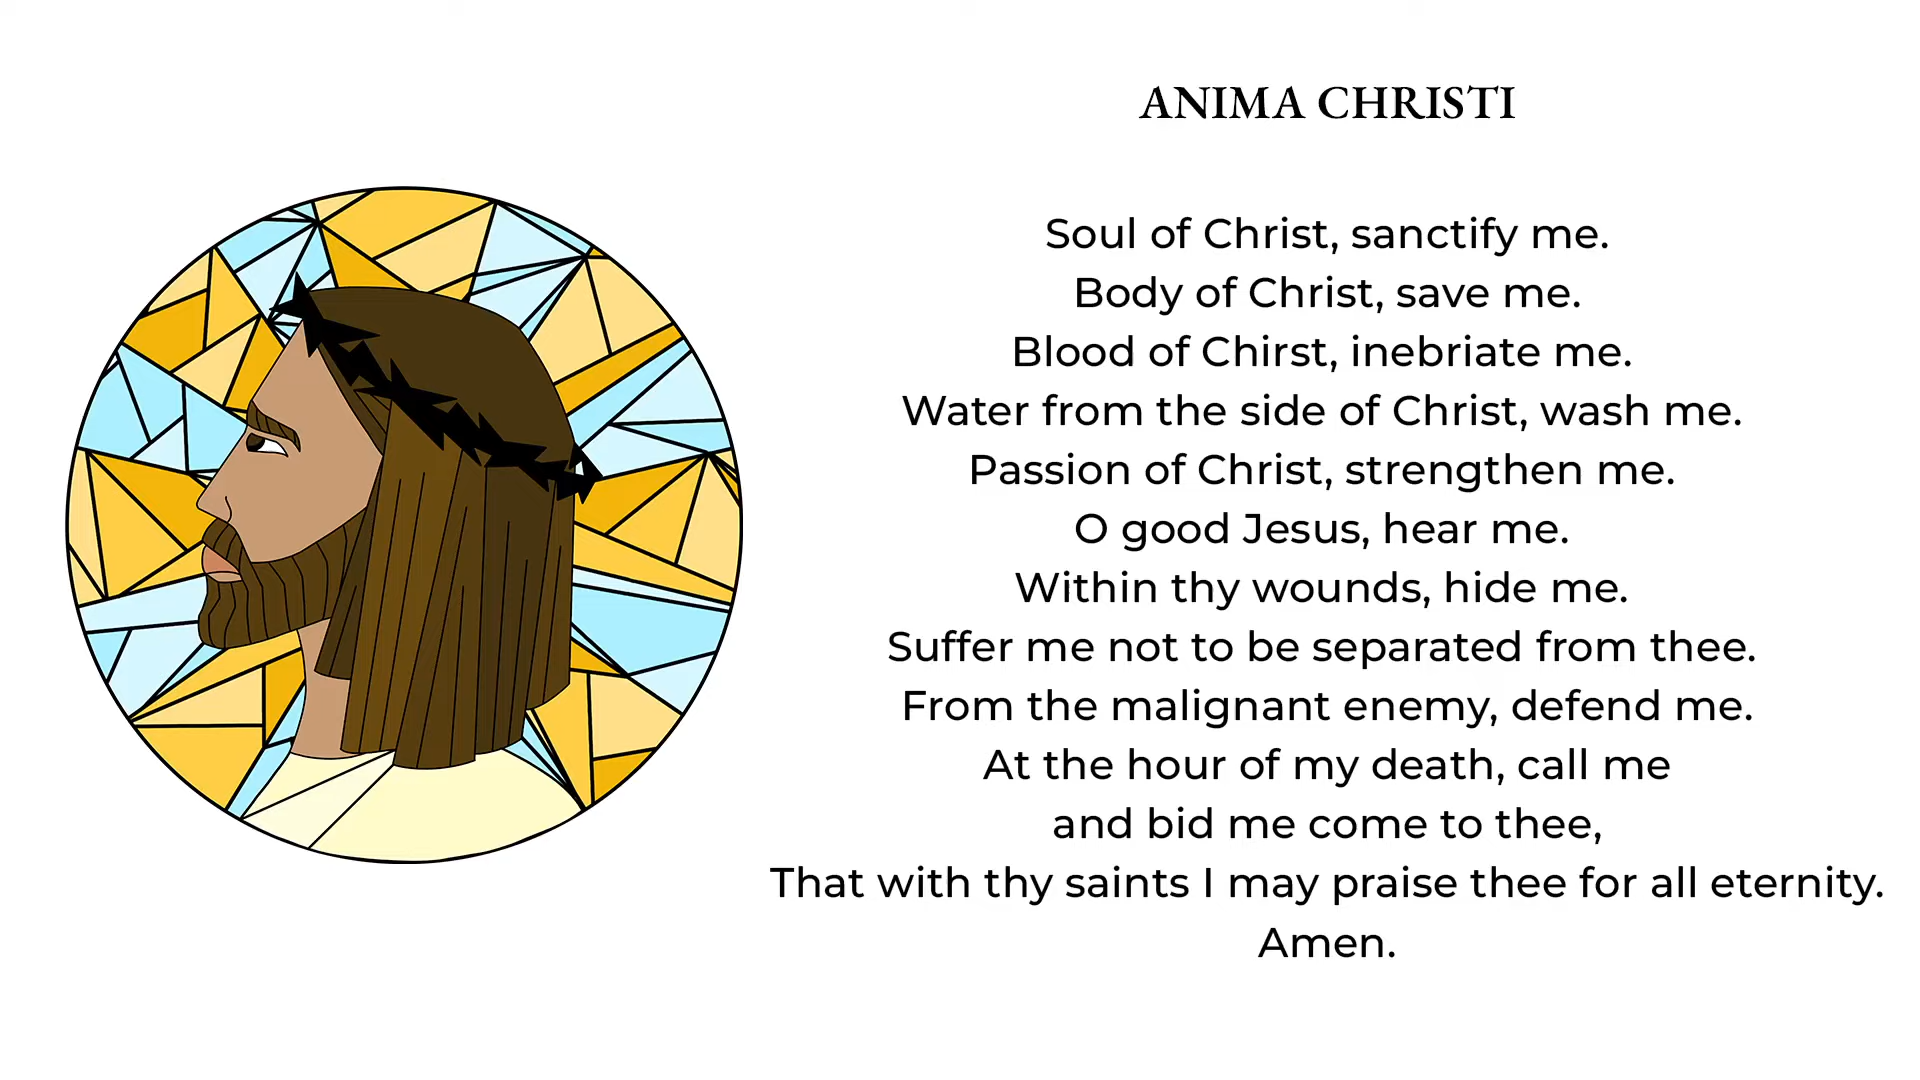 ANIMA CHRISTI
Soul of Christ, sanctify me.
Body of Christ, save me.
Blood of Chirst, inebriate me.
Water from the side of Christ, wash me.
Passion of Christ, strengthen me.
O good Jesus, hear me.
Within thy wounds, hide me.
Suffer me not to be separated from thee.
From the malignant enemy, defend me.
At the hour of my death, call me
and bid me come to thee,
That with thy saints I may praise thee for all eternity.
Amen.